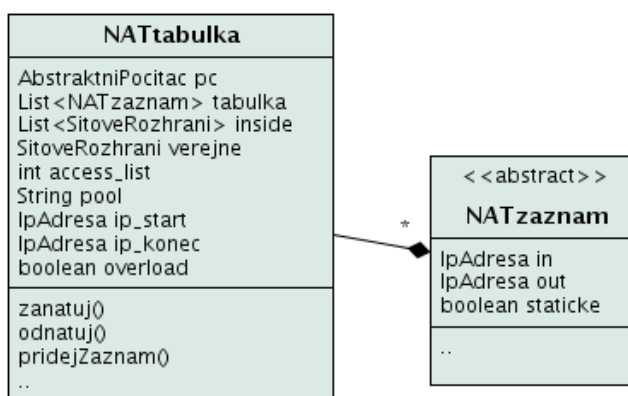 NATtabulka
AbstraktniPocitac pc
List<NATzaznam> tabulka
List<SitoveRozhrani> inside
SitoveRozhrani verejne
int access_list
String pool
IpAdresa ip_start
IpAdresa ip_konec
boolean overload
zanatuj()
odnatuj()
pridejZaznam()
..
*
<<abstract>>
NATzaznam
IpAdresa in
IpAdresa out
boolean staticke
..